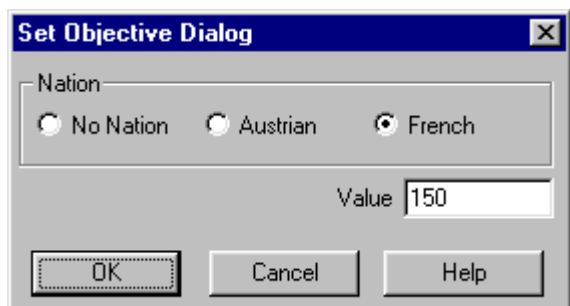 Set Objective Dialog
Nation
No Nation Austrian French
Value 150
OK Cancel Help